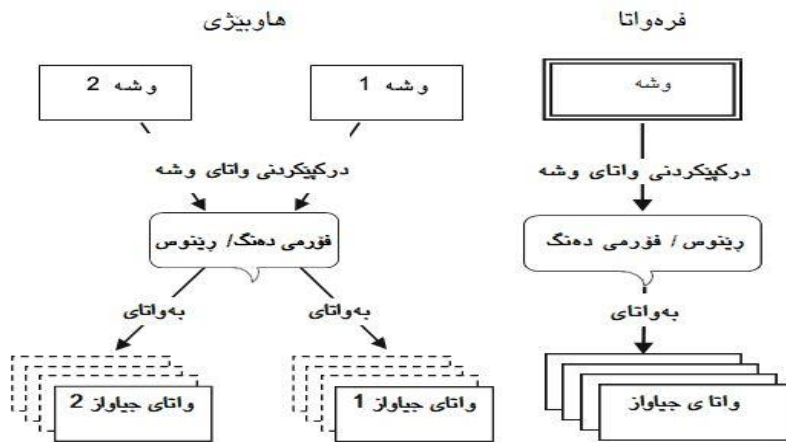 فرەواتا
هاوبێژی
وشە
وشە 1
وشە 2
درکپێکردنی واتای وشە
درکپێکردنی واتای وشە
ڕێنوس / فۆرمی دەنگ
فۆرمی دەنگ/ ڕێنوس
بەواتای
بەواتای
بەواتای
واتا ی جیاواز
واتای جیاواز 1
واتای جیاواز 2